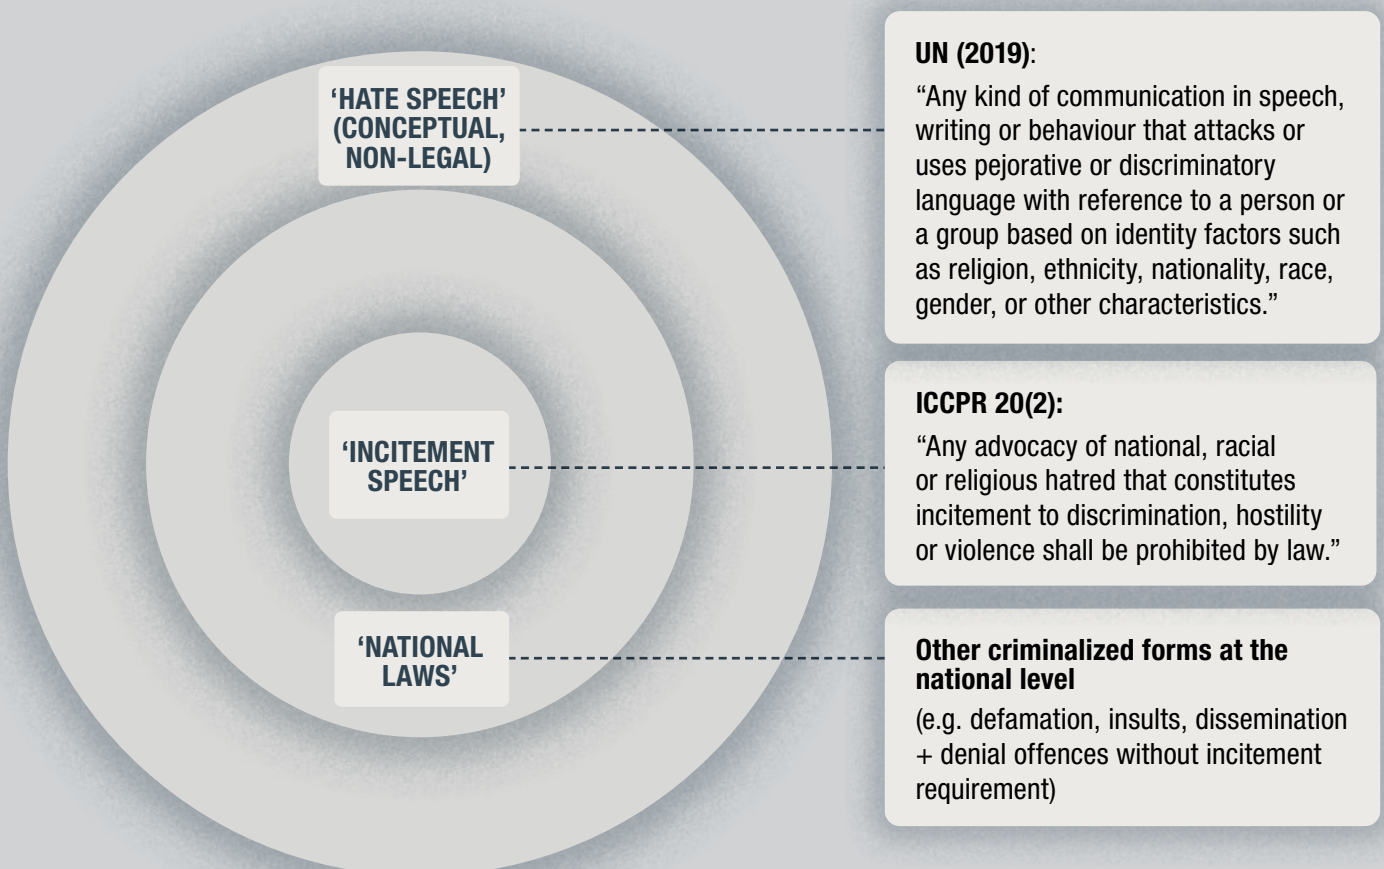 ‘HATE SPEECH’
(CONCEPTUAL,
NON-LEGAL)
‘INCITEMENT
SPEECH’
‘NATIONAL
LAWS’
UN (2019):
“Any kind of communication in speech,
writing or behaviour that attacks or
uses pejorative or discriminatory
language with reference to a person or
a group based on identity factors such
as religion, ethnicity, nationality, race,
gender, or other characteristics.”
ICCPR 20(2):
“Any advocacy of national, racial
or religious hatred that constitutes
incitement to discrimination, hostility
or violence shall be prohibited by law.”
Other criminalized forms at the
national level
(e.g. defamation, insults, dissemination
+ denial offences without incitement
requirement)